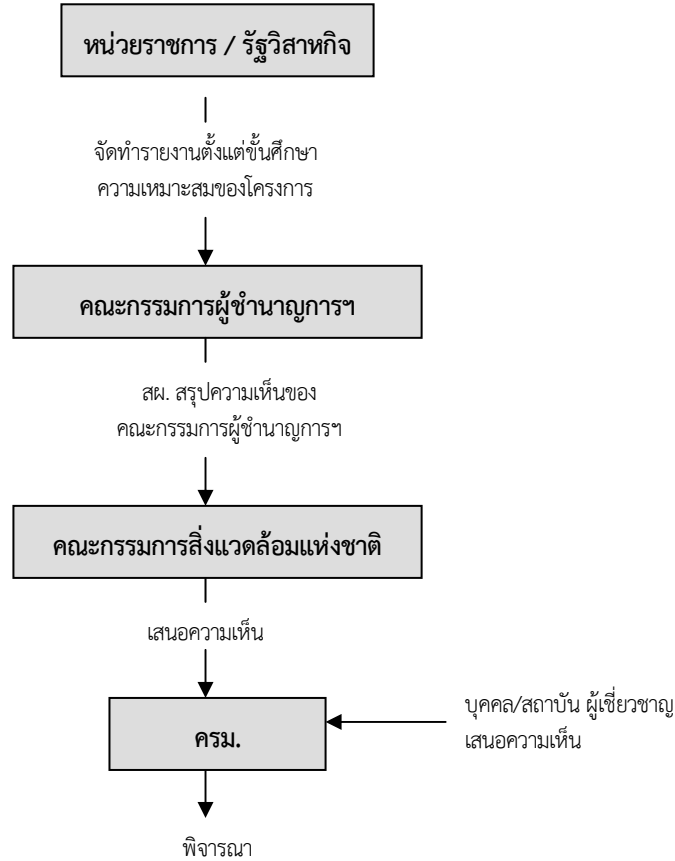 หน่วยราชการ / รัฐวิสาหกิจ
จัดทำรายงานตั้งแต่ขั้นศึกษา
ความเหมาะสมของโครงการ
คณะกรรมการผู้ชำนาญการฯ
สผ. สรุปความเห็นของ
คณะกรรมการผู้ชำนาญการฯ
คณะกรรมการสิ่งแวดล้อมแห่งชาติ
เสนอความเห็น
ครม.
บุคคล/สถาบัน ผู้เชี่ยวชาญ
เสนอความเห็น
พิจารณา